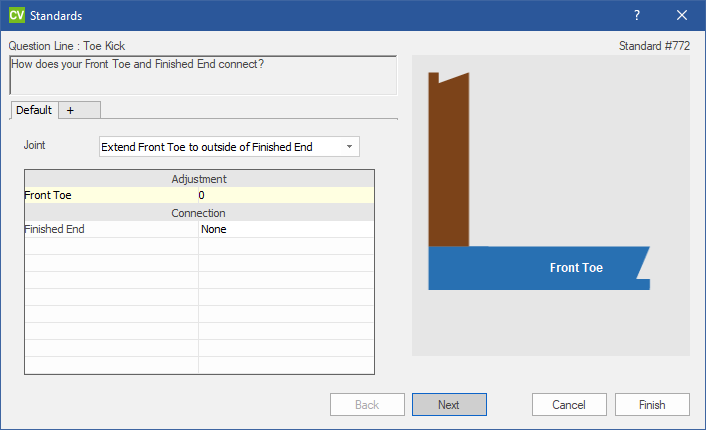 CV Standards ?
Question Line : Toe Kick Standard #772
How does your Front Toe and Finished End connect?
Default +
Joint Extend Front Toe to outside of Finished End
Adjustment
Front Toe 0
Connection
Finished End None
Front Toe
Back Next Cancel Finish